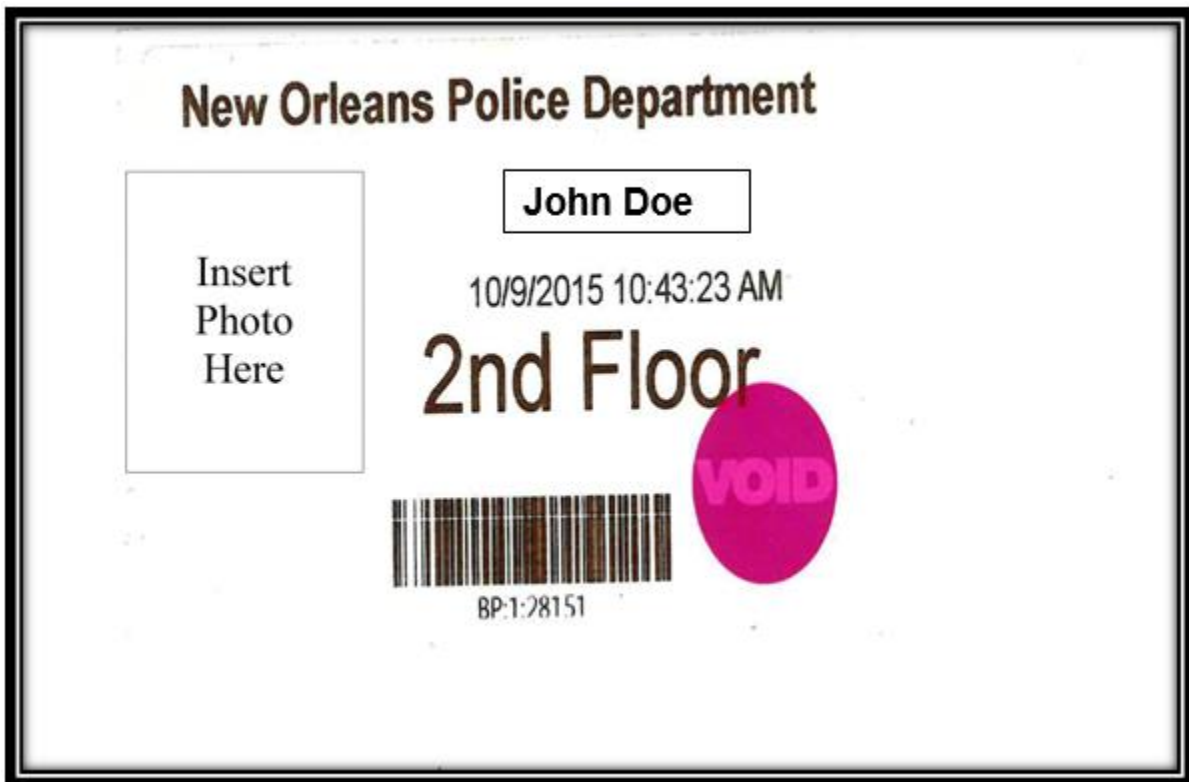 New Orleans Police Department
John Doe
Insert
Photo
Here
10/9/2015 10:43:23 AM
2nd Floor
VOID
BP:1:28151